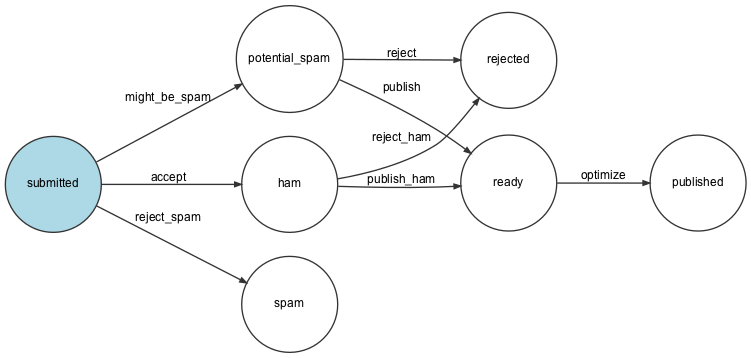 potential_spam
reject
rejected
might_be_spam
publish
reject_ham
submitted
accept
ham
publish_ham
ready
optimize
published
reject_spam
spam